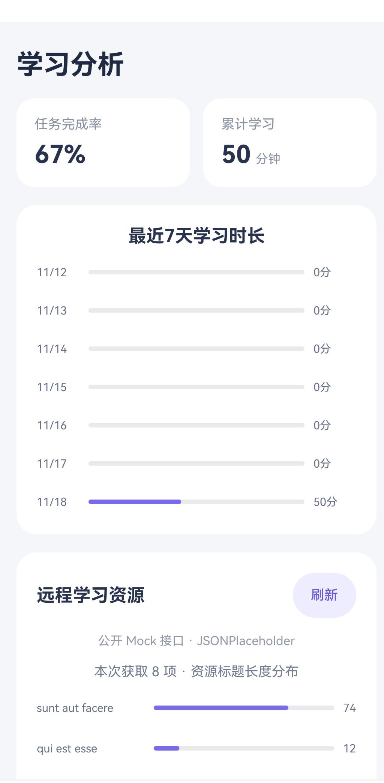 学习分析
任务完成率
67%
累计学习
50 分钟
最近7天学习时长
11/12 0分
11/13 0分
11/14 0分
11/15 0分
11/16 0分
11/17 0分
11/18 50分
远程学习资源 刷新
公开 Mock 接口 · JSONPlaceholder
本次获取 8 项 · 资源标题长度分布
sunt aut facere 74
qui est esse 12